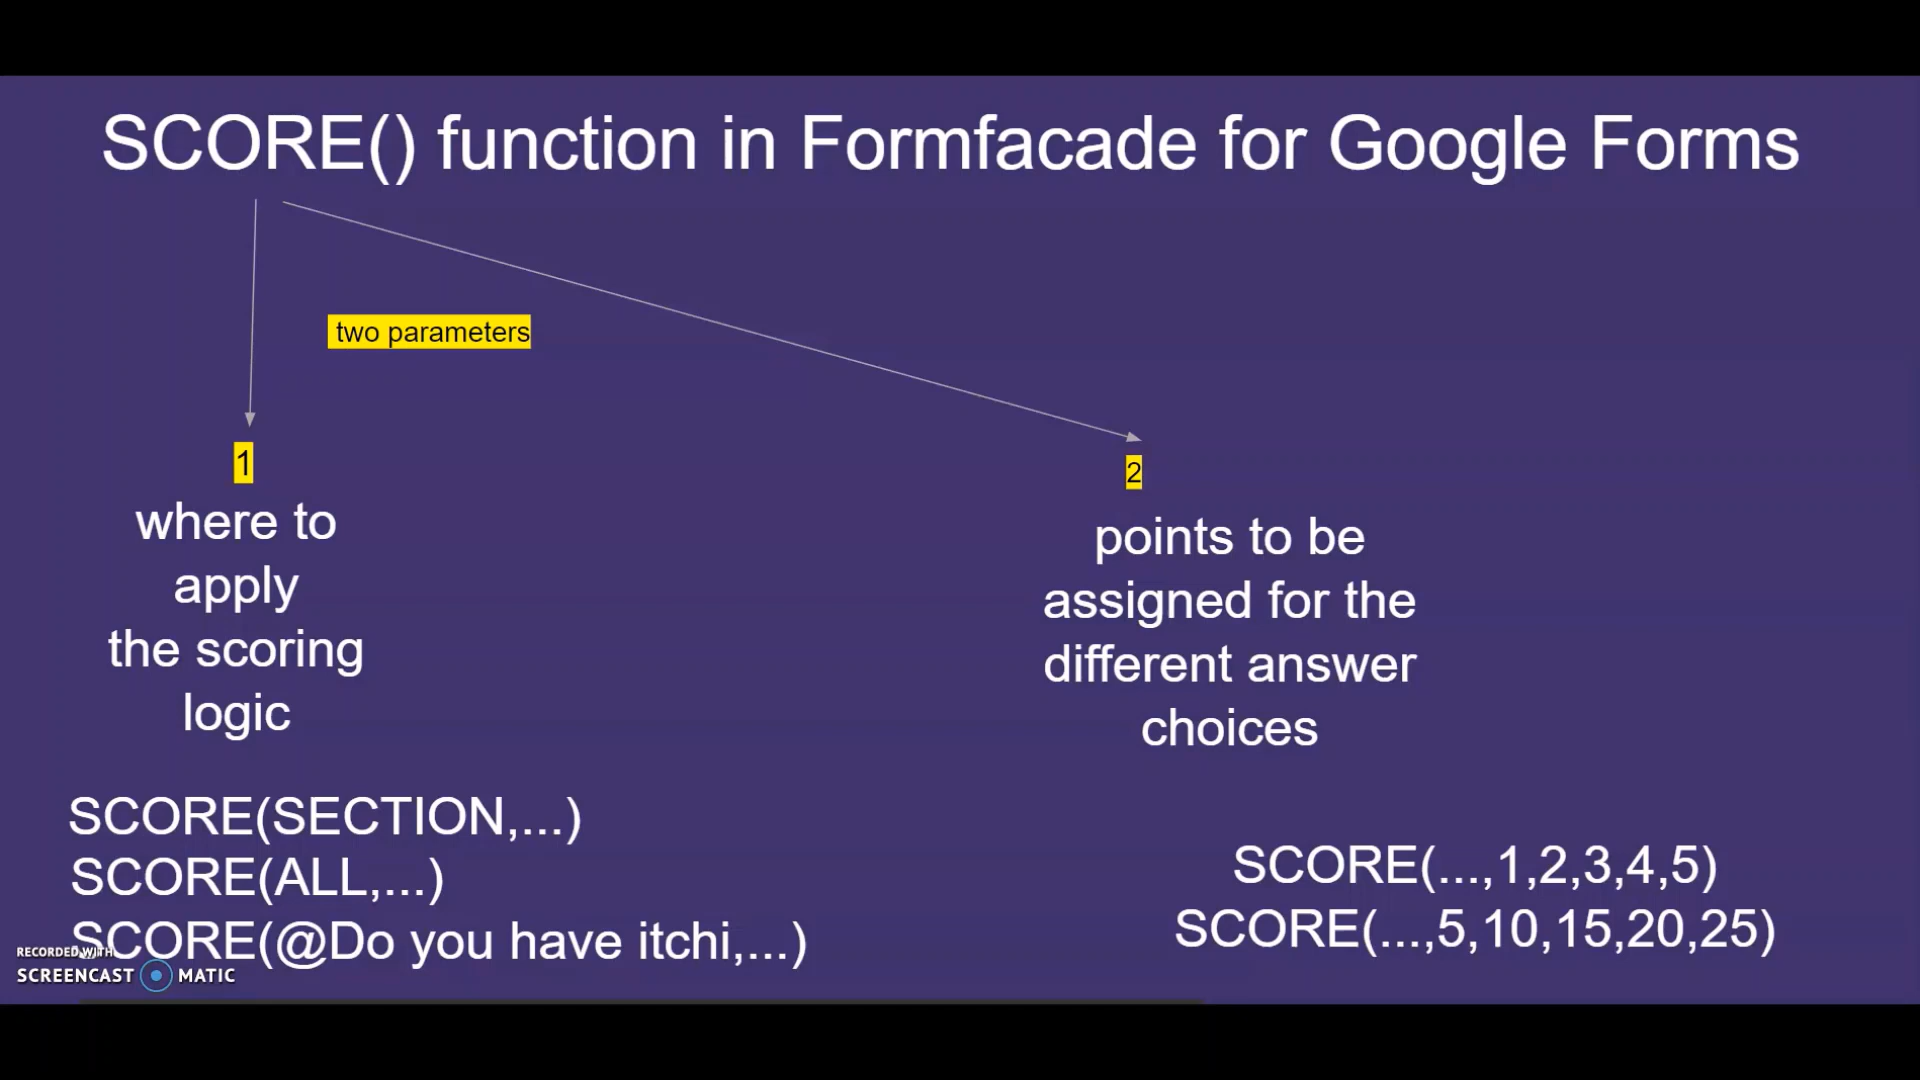 SCORE() function in Formfacade for Google Forms
two parameters
1
where to
apply
the scoring
logic
2
points to be
assigned for the
different answer
choices
SCORE(SECTION,...)
SCORE(ALL,...)
SCORE(@Do you have itchi,...)
SCORE(...,1,2,3,4,5)
SCORE(...,5,10,15,20,25)
RECORDED WITH
SCREENCAST MATIC